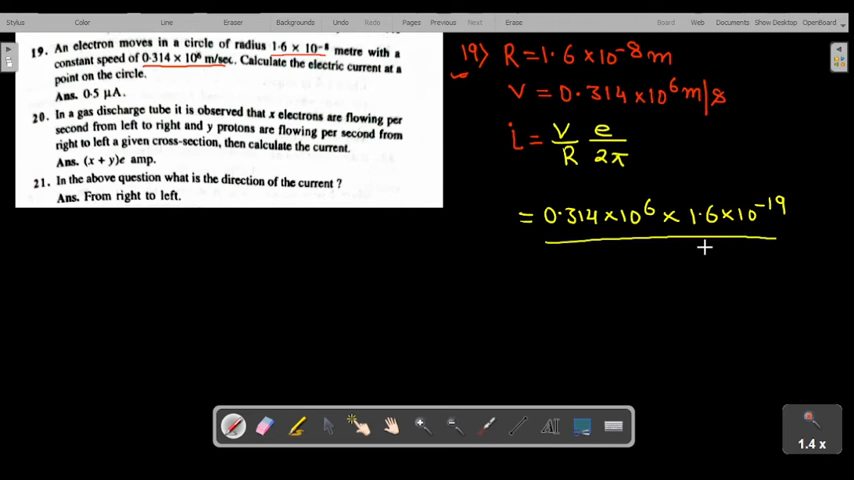 Stylus Color Line Eraser Backgrounds Undo Redo Pages Previous Next Erase Board Web Documents Show Desktop OpenBoard
19. An electron moves in a circle of radius 1·6 × 10⁻⁸ metre with a
constant speed of 0·314 × 10⁶ m/sec. Calculate the electric current at a
point on the circle.
Ans. 0·5 μA.
20. In a gas discharge tube it is observed that x electrons are flowing per
second from left to right and y protons are flowing per second from
right to left a given cross-section, then calculate the current.
Ans. (x + y)e amp.
21. In the above question what is the direction of the current ?
Ans. From right to left.
19) R = 1.6 × 10⁻⁸ m
v = 0.314 × 10⁶ m/s
i = V/R e/2π
= 0.314 × 10⁶ × 1.6 × 10⁻¹⁹
1.4 x